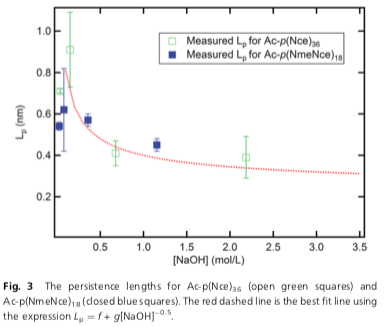 1.0
Measured Lp for Ac-p(Nce)36
Measured Lp for Ac-p(NmeNce)18
0.8
0.6
0.4
0.2
Lp (nm)
0.5 1.0 1.5 2.0 2.5 3.0 3.5
[NaOH] (mol/L)
Fig. 3 The persistence lengths for Ac-p(Nce)36 (open green squares) and
Ac-p(NmeNce)18 (closed blue squares). The red dashed line is the best fit line using
the expression Lp = f + g[NaOH]−0.5.